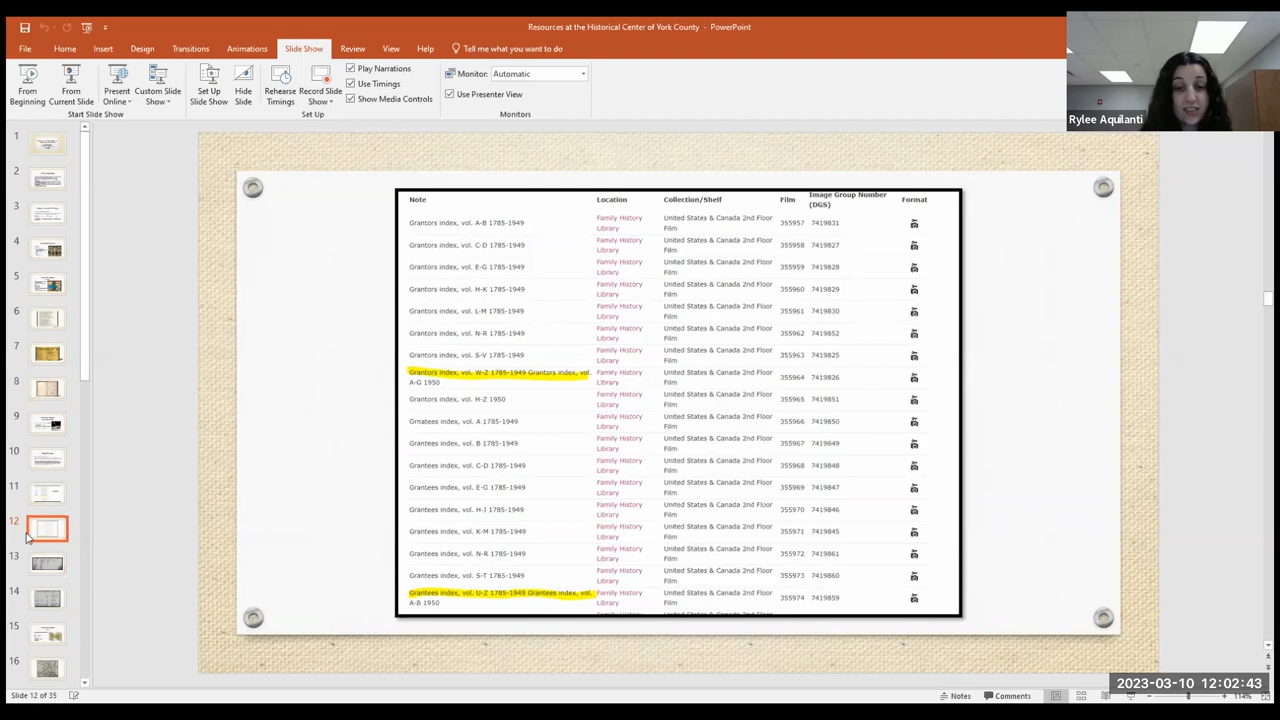 Resources at the Historical Center of York County - PowerPoint
File Home Insert Design Transitions Animations Slide Show Review View Help Tell me what you want to do
From Beginning
From Current Slide
Present Online
Custom Slide Show
Start Slide Show
Set Up Slide Show
Hide Slide
Rehearse Timings
Record Slide Show
Play Narrations
Use Timings
Show Media Controls
Set Up
Monitor: Automatic
Use Presenter View
Monitors
Rylee Aquilanti
1
2
3
4
5
6
7
8
9
10
11
12
13
14
15
16
Note Location Collection/Shelf Film Image Group Number (DGS) Format
Grantors index, vol. A-B 1785-1949 Family History Library United States & Canada 2nd Floor Film 355957 7419831
Grantors index, vol. C-D 1785-1949 Family History Library United States & Canada 2nd Floor Film 355958 7419827
Grantors index, vol. E-G 1785-1949 Family History Library United States & Canada 2nd Floor Film 355959 7419828
Grantors index, vol. H-K 1785-1949 Family History Library United States & Canada 2nd Floor Film 355960 7419829
Grantors index, vol. L-M 1785-1949 Family History Library United States & Canada 2nd Floor Film 355961 7419830
Grantors index, vol. N-R 1785-1949 Family History Library United States & Canada 2nd Floor Film 355962 7419852
Grantors index, vol. S-V 1785-1949 Family History Library United States & Canada 2nd Floor Film 355963 7419825
Grantors index, vol. W-Z 1785-1949 Grantors index, vol. A-G 1950 Family History Library United States & Canada 2nd Floor Film 355964 7419826
Grantors index, vol. H-Z 1950 Family History Library United States & Canada 2nd Floor Film 355965 7419851
Grnatees index, vol. A 1785-1949 Family History Library United States & Canada 2nd Floor Film 355966 7419850
Grantees index, vol. B 1785-1949 Family History Library United States & Canada 2nd Floor Film 355967 7419849
Grantees index, vol. C-D 1785-1949 Family History Library United States & Canada 2nd Floor Film 355968 7419848
Grantees index, vol. E-G 1785-1949 Family History Library United States & Canada 2nd Floor Film 355969 7419847
Grantees index, vol. H-J 1785-1949 Family History Library United States & Canada 2nd Floor Film 355970 7419846
Grantees index, vol. K-M 1785-1949 Family History Library United States & Canada 2nd Floor Film 355971 7419845
Grantees index, vol. N-R 1785-1949 Family History Library United States & Canada 2nd Floor Film 355972 7419861
Grantees index, vol. S-T 1785-1949 Family History Library United States & Canada 2nd Floor Film 355973 7419860
Grantees index, vol. U-Z 1785-1949 Grantees index, vol. A-B 1950 Family History Library United States & Canada 2nd Floor Film 355974 7419859
2023-03-10 12:02:43
Slide 12 of 35 Notes Comments 114%